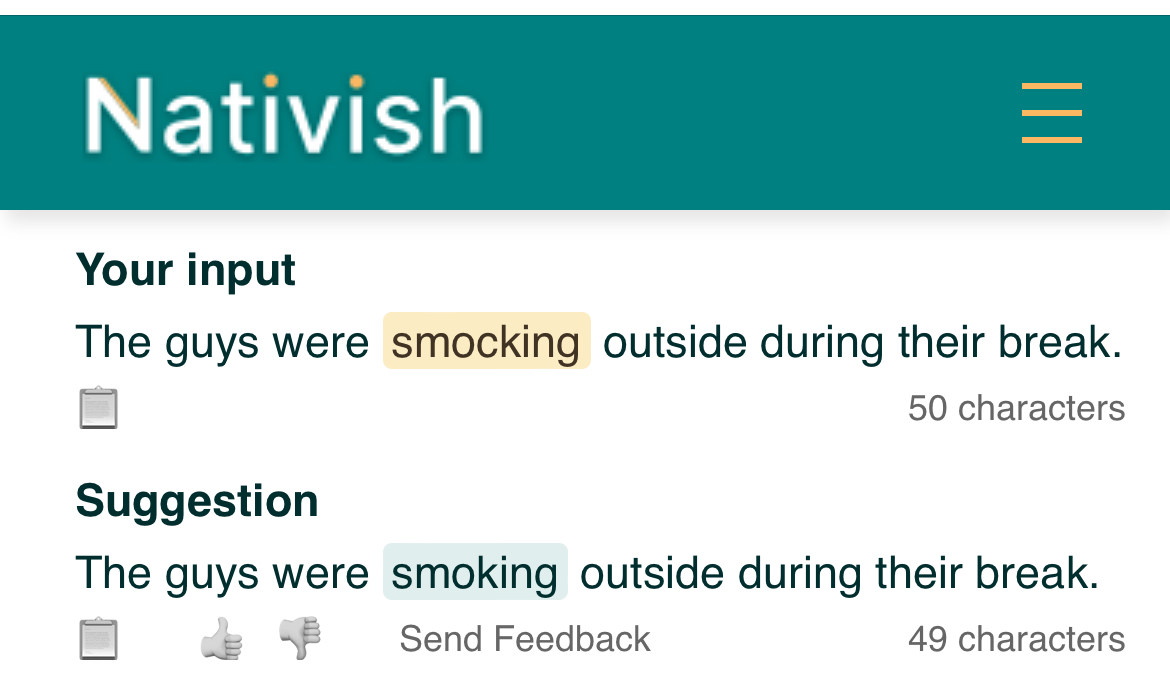 Nativish
Your input
The guys were smocking outside during their break.
50 characters
Suggestion
The guys were smoking outside during their break.
Send Feedback 49 characters